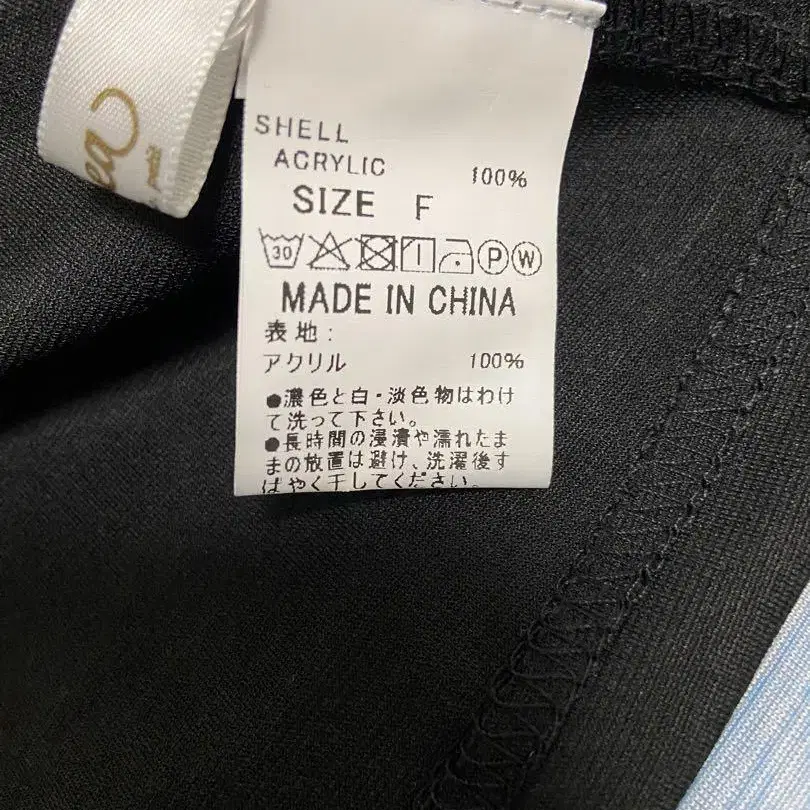 SHELL
ACRYLIC 100%
SIZE F
30 P W
MADE IN CHINA
表地:
アクリル 100%
●濃色と白・淡色物はわけ
て洗って下さい。
●長時間の浸漬や濡れたま
まの放置は避け、洗濯後す
ばやく干してください。